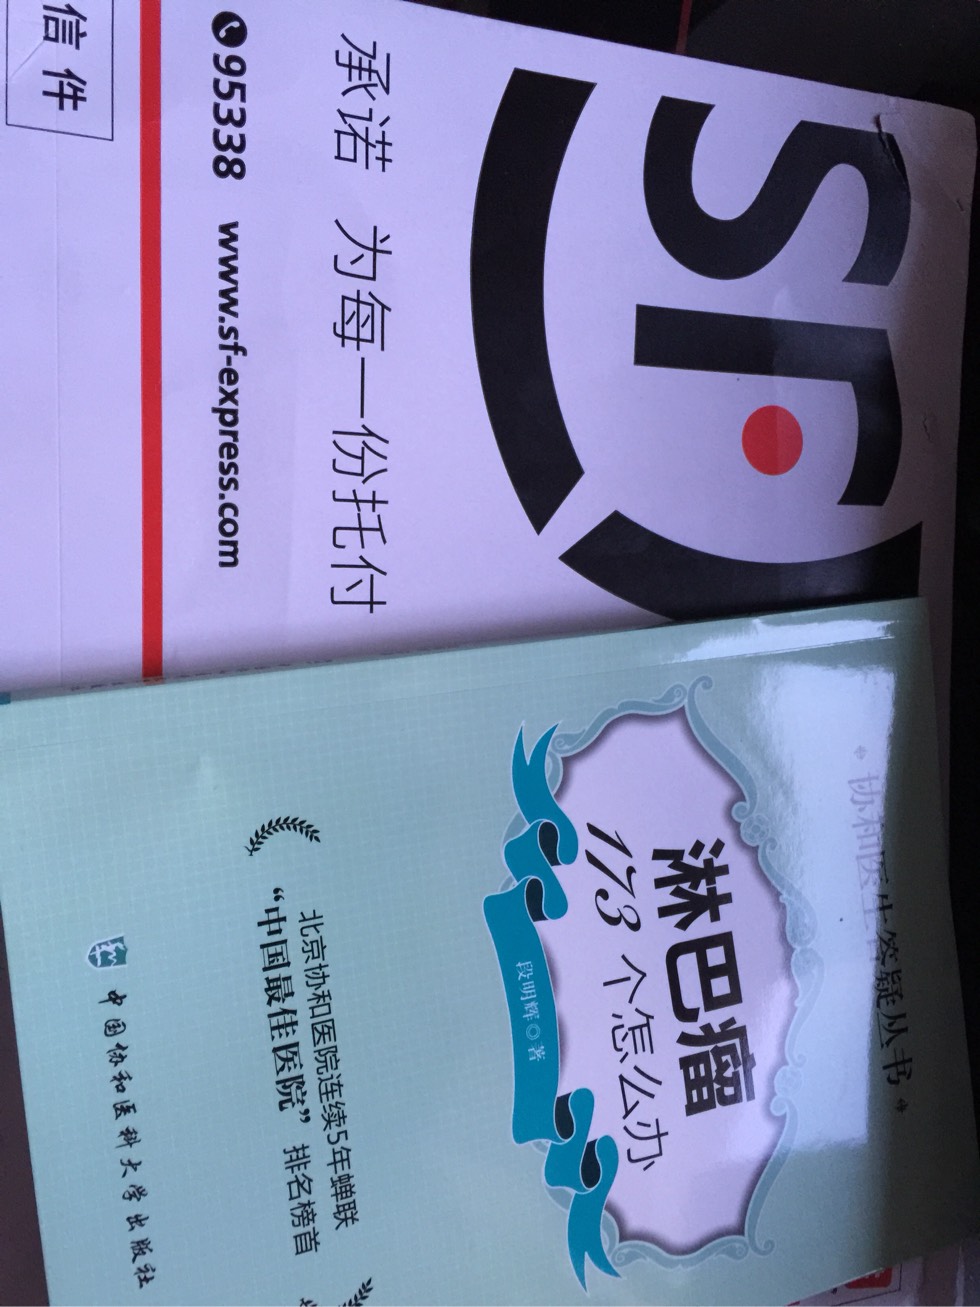 SF
承诺 为每一份托付
95338 www.sf-express.com
信件
协和医生答疑丛书
淋巴瘤
173个怎么办
段明辉◎著
北京协和医院连续5年蝉联
“中国最佳医院”排名榜首
中国协和医科大学出版社